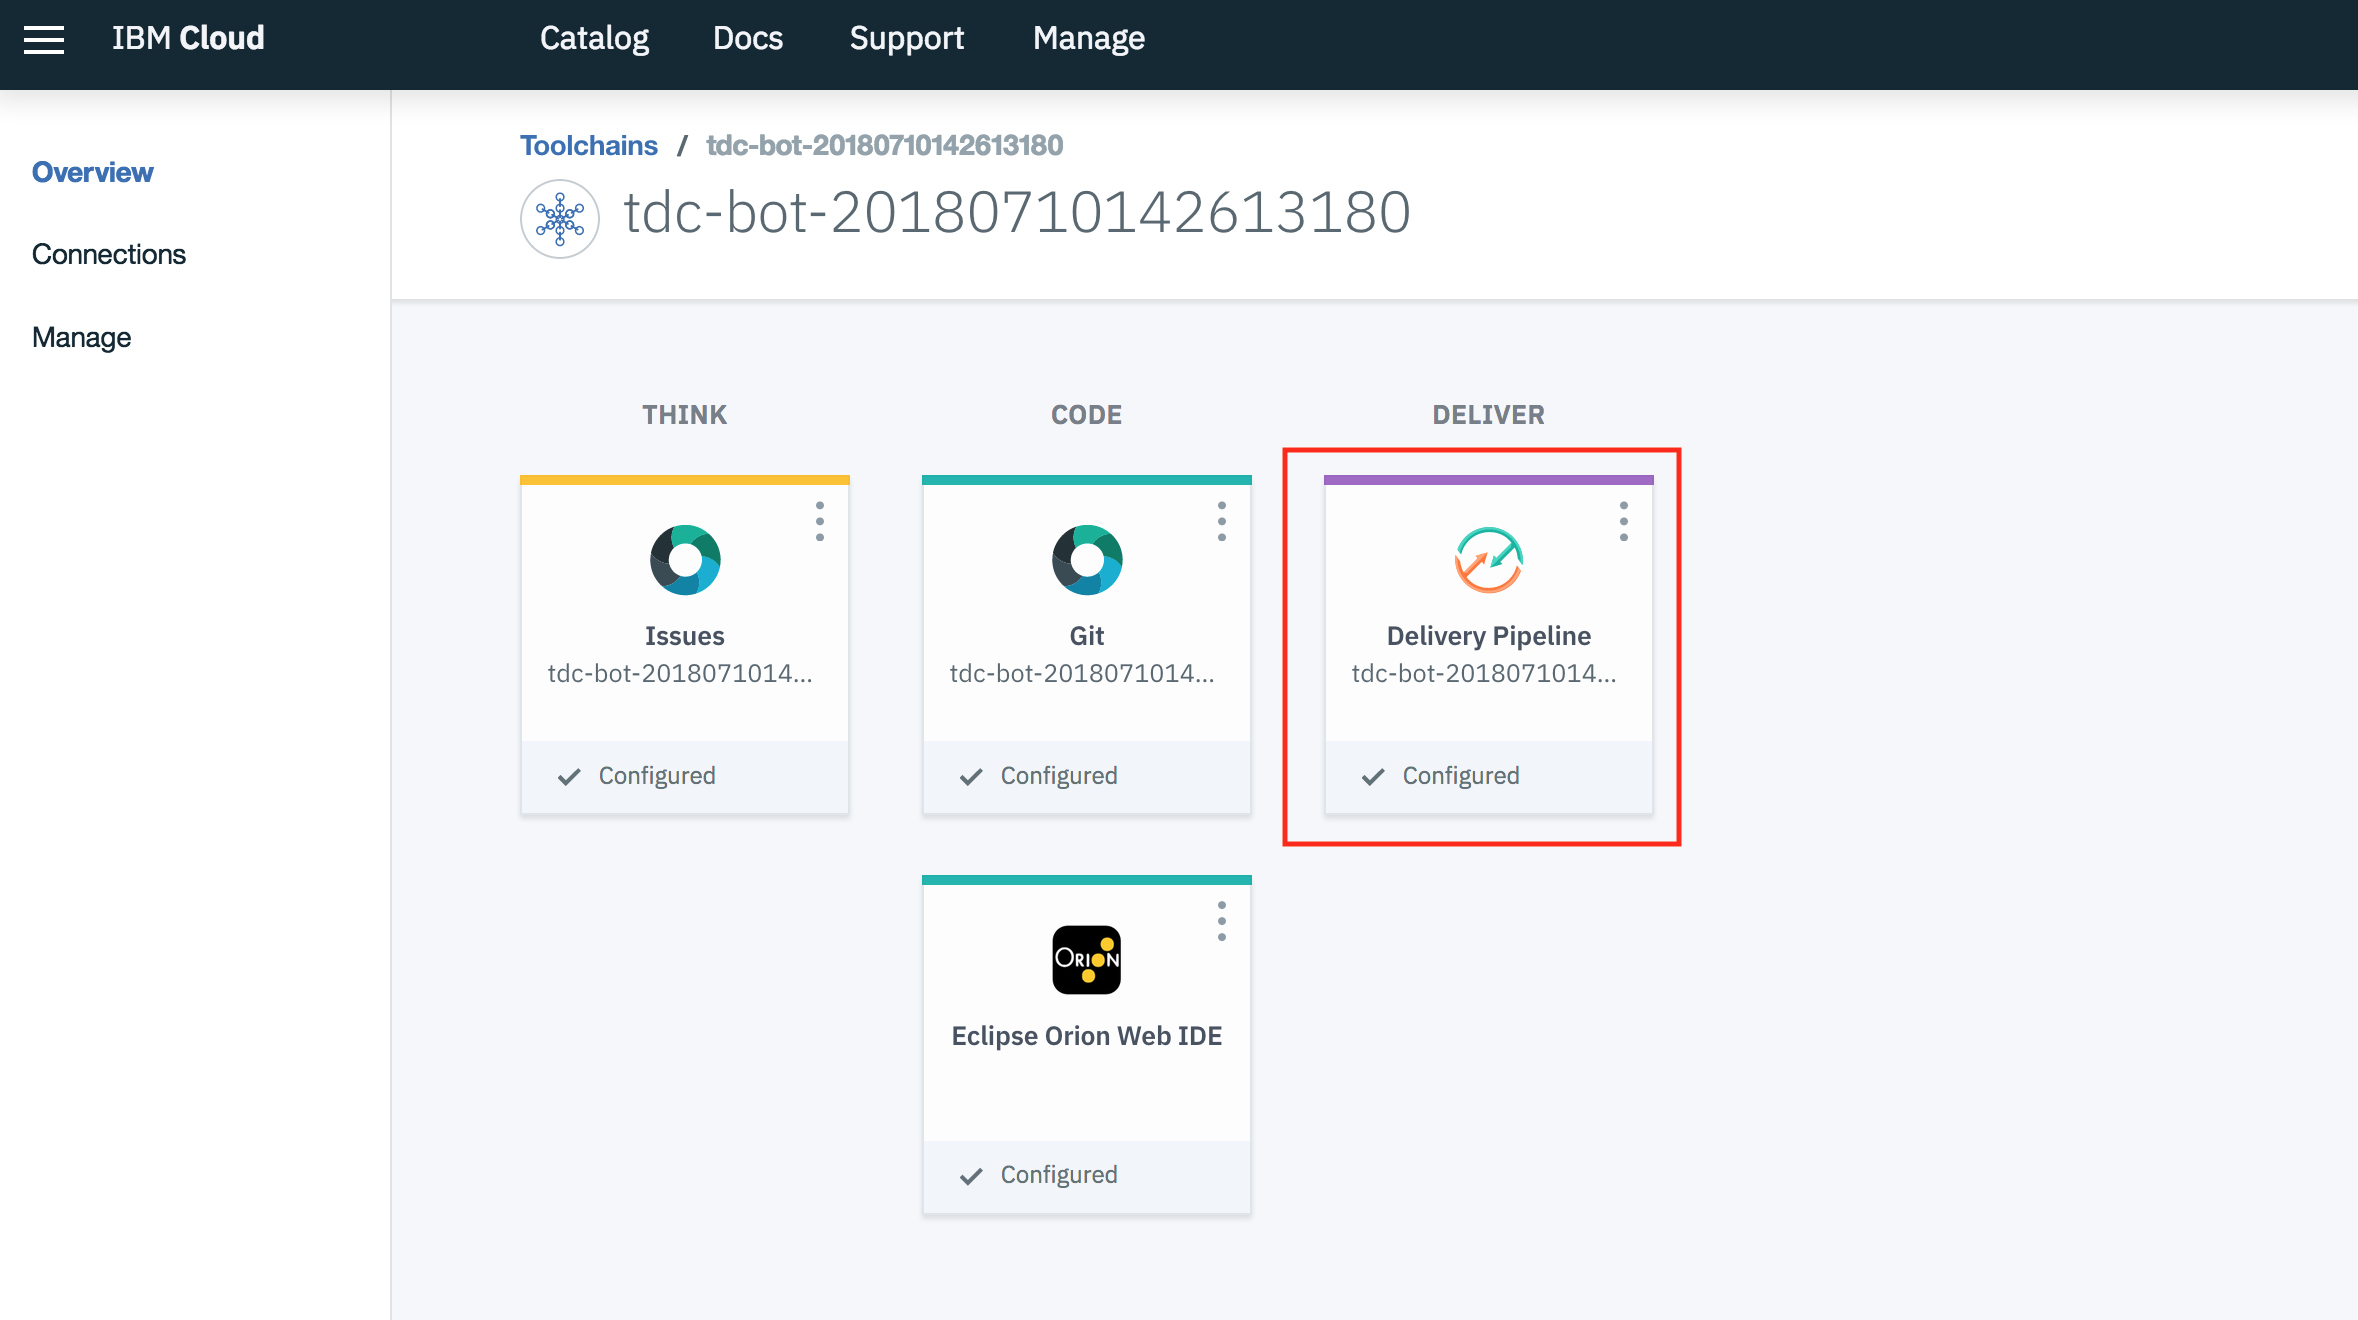 IBM Cloud
Catalog
Docs
Support
Manage
Overview
Connections
Manage
Toolchains / tdc-bot-20180710142613180
tdc-bot-20180710142613180
THINK
Issues
tdc-bot-2018071014...
Configured
CODE
Git
tdc-bot-2018071014...
Configured
ORION
Eclipse Orion Web IDE
Configured
DELIVER
Delivery Pipeline
tdc-bot-2018071014...
Configured